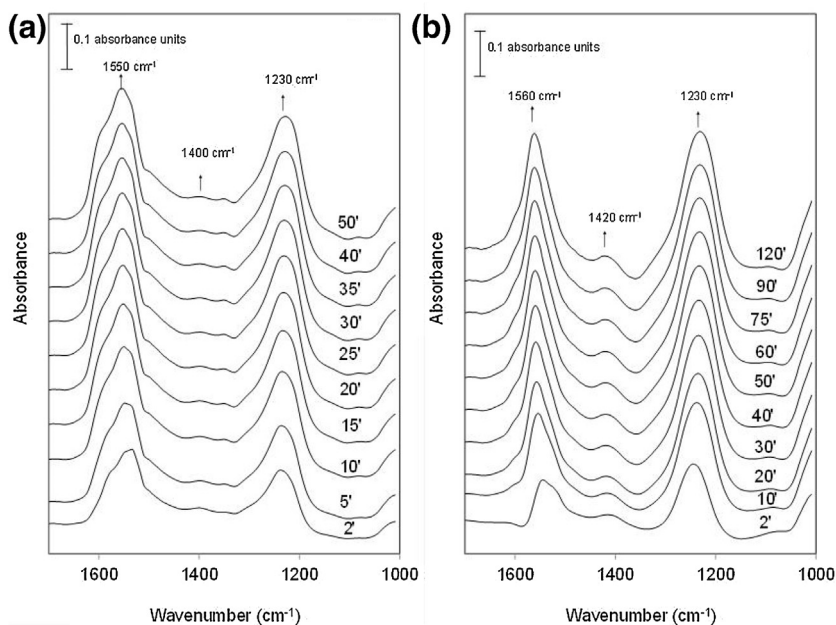 (a)
0.1 absorbance units
1550 cm-1
1400 cm-1
1230 cm-1
50'
40'
35'
30'
25'
20'
15'
10'
5'
2'
Absorbance
1600
1400
1200
1000
Wavenumber (cm-1)
(b)
0.1 absorbance units
1560 cm-1
1420 cm-1
1230 cm-1
120'
90'
75'
60'
50'
40'
30'
20'
10'
2'
Absorbance
1600
1400
1200
1000
Wavenumber (cm-1)